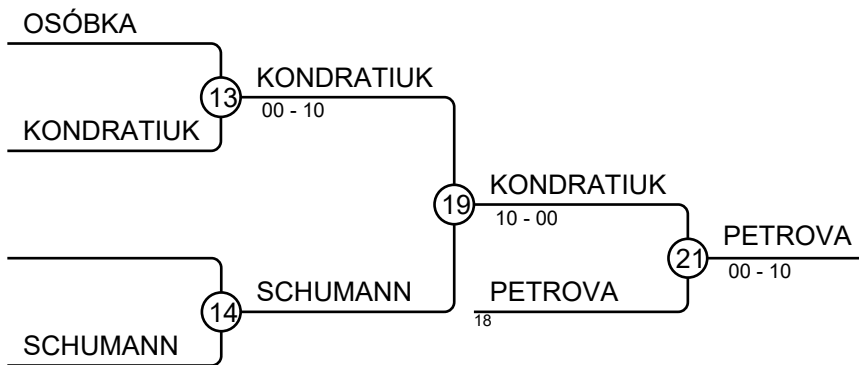 OSÓBKA
13
KONDRATIUK
00 - 10
KONDRATIUK
19
KONDRATIUK
10 - 00
21
PETROVA
00 - 10
14
SCHUMANN
PETROVA
18
SCHUMANN